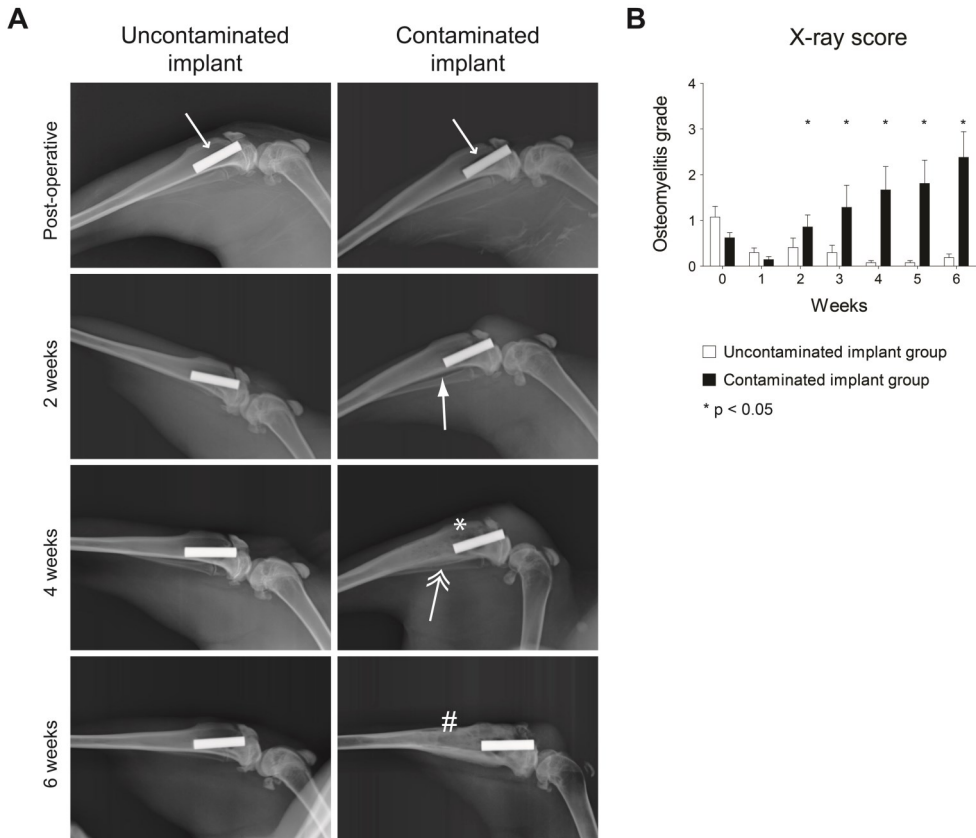 A
Uncontaminated
implant
Contaminated
implant
Post-operative
2 weeks
*
4 weeks
#
6 weeks
B
X-ray score
4
3
2
1
0
Osteomyelitis grade
* * * * *
0 1 2 3 4 5 6
Weeks
Uncontaminated implant group
Contaminated implant group
* p < 0.05